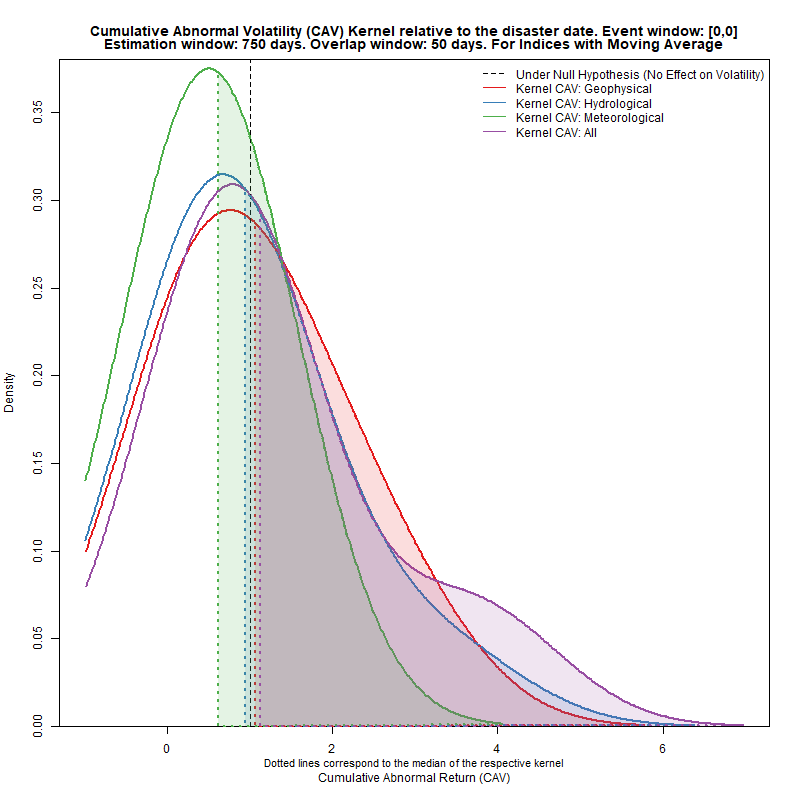 Cumulative Abnormal Volatility (CAV) Kernel relative to the disaster date. Event window: [0,0]
Estimation window: 750 days. Overlap window: 50 days. For Indices with Moving Average
Under Null Hypothesis (No Effect on Volatility)
Kernel CAV: Geophysical
Kernel CAV: Hydrological
Kernel CAV: Meteorological
Kernel CAV: All
Density
0.35
0.30
0.25
0.20
0.15
0.10
0.05
0.00
0 2 4 6
Dotted lines correspond to the median of the respective kernel
Cumulative Abnormal Return (CAV)